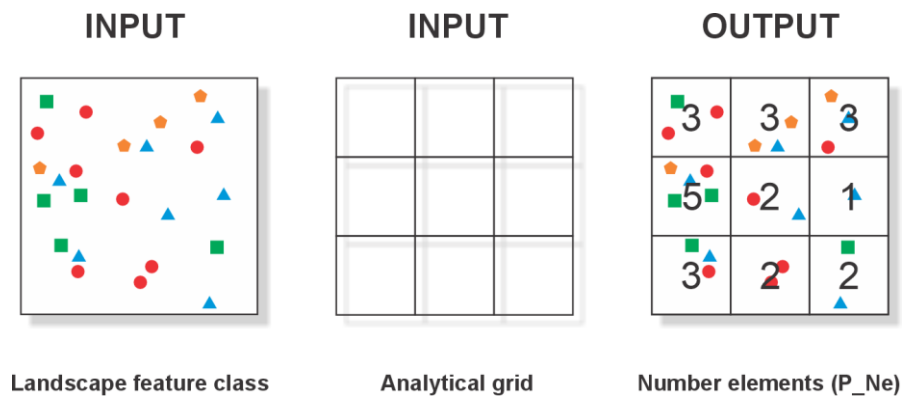 INPUT INPUT OUTPUT
3 3 3
5 2 1
3 2 2
Landscape feature class Analytical grid Number elements (P_Ne)